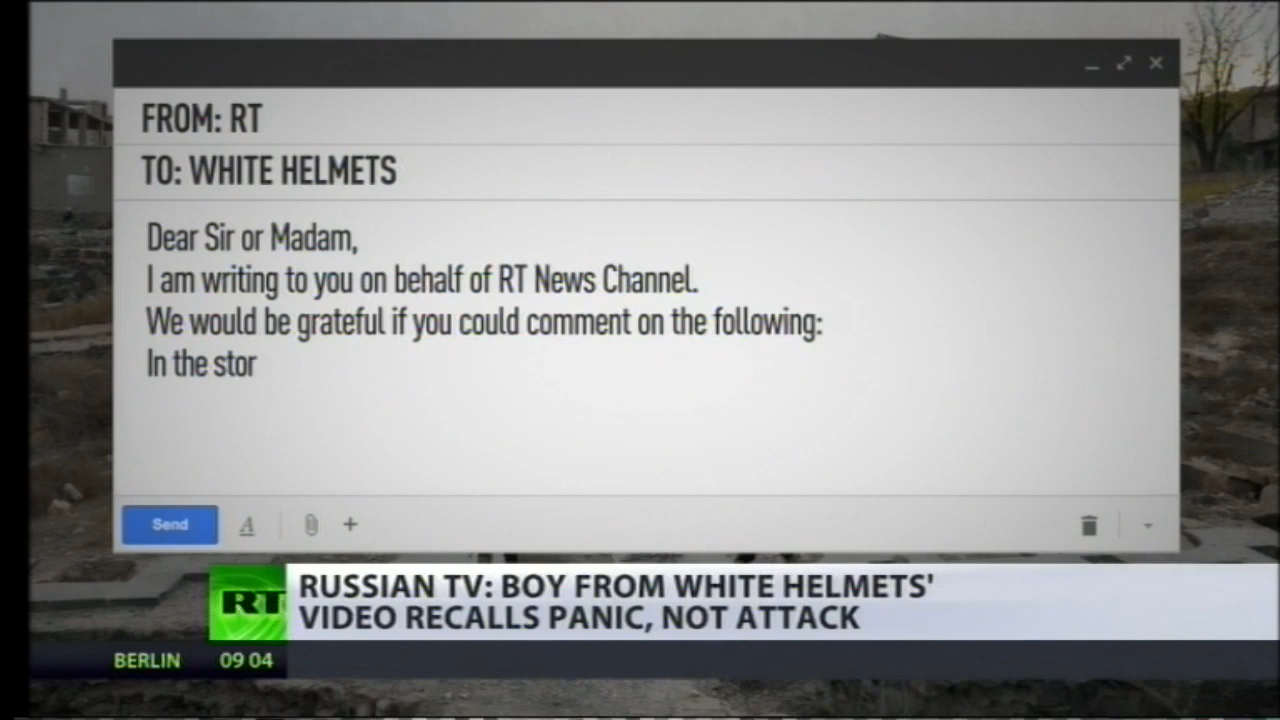 FROM: RT
TO: WHITE HELMETS
Dear Sir or Madam,
I am writing to you on behalf of RT News Channel.
We would be grateful if you could comment on the following:
In the stor
Send
A
RT
RUSSIAN TV: BOY FROM WHITE HELMETS'
VIDEO RECALLS PANIC, NOT ATTACK
BERLIN 09 04